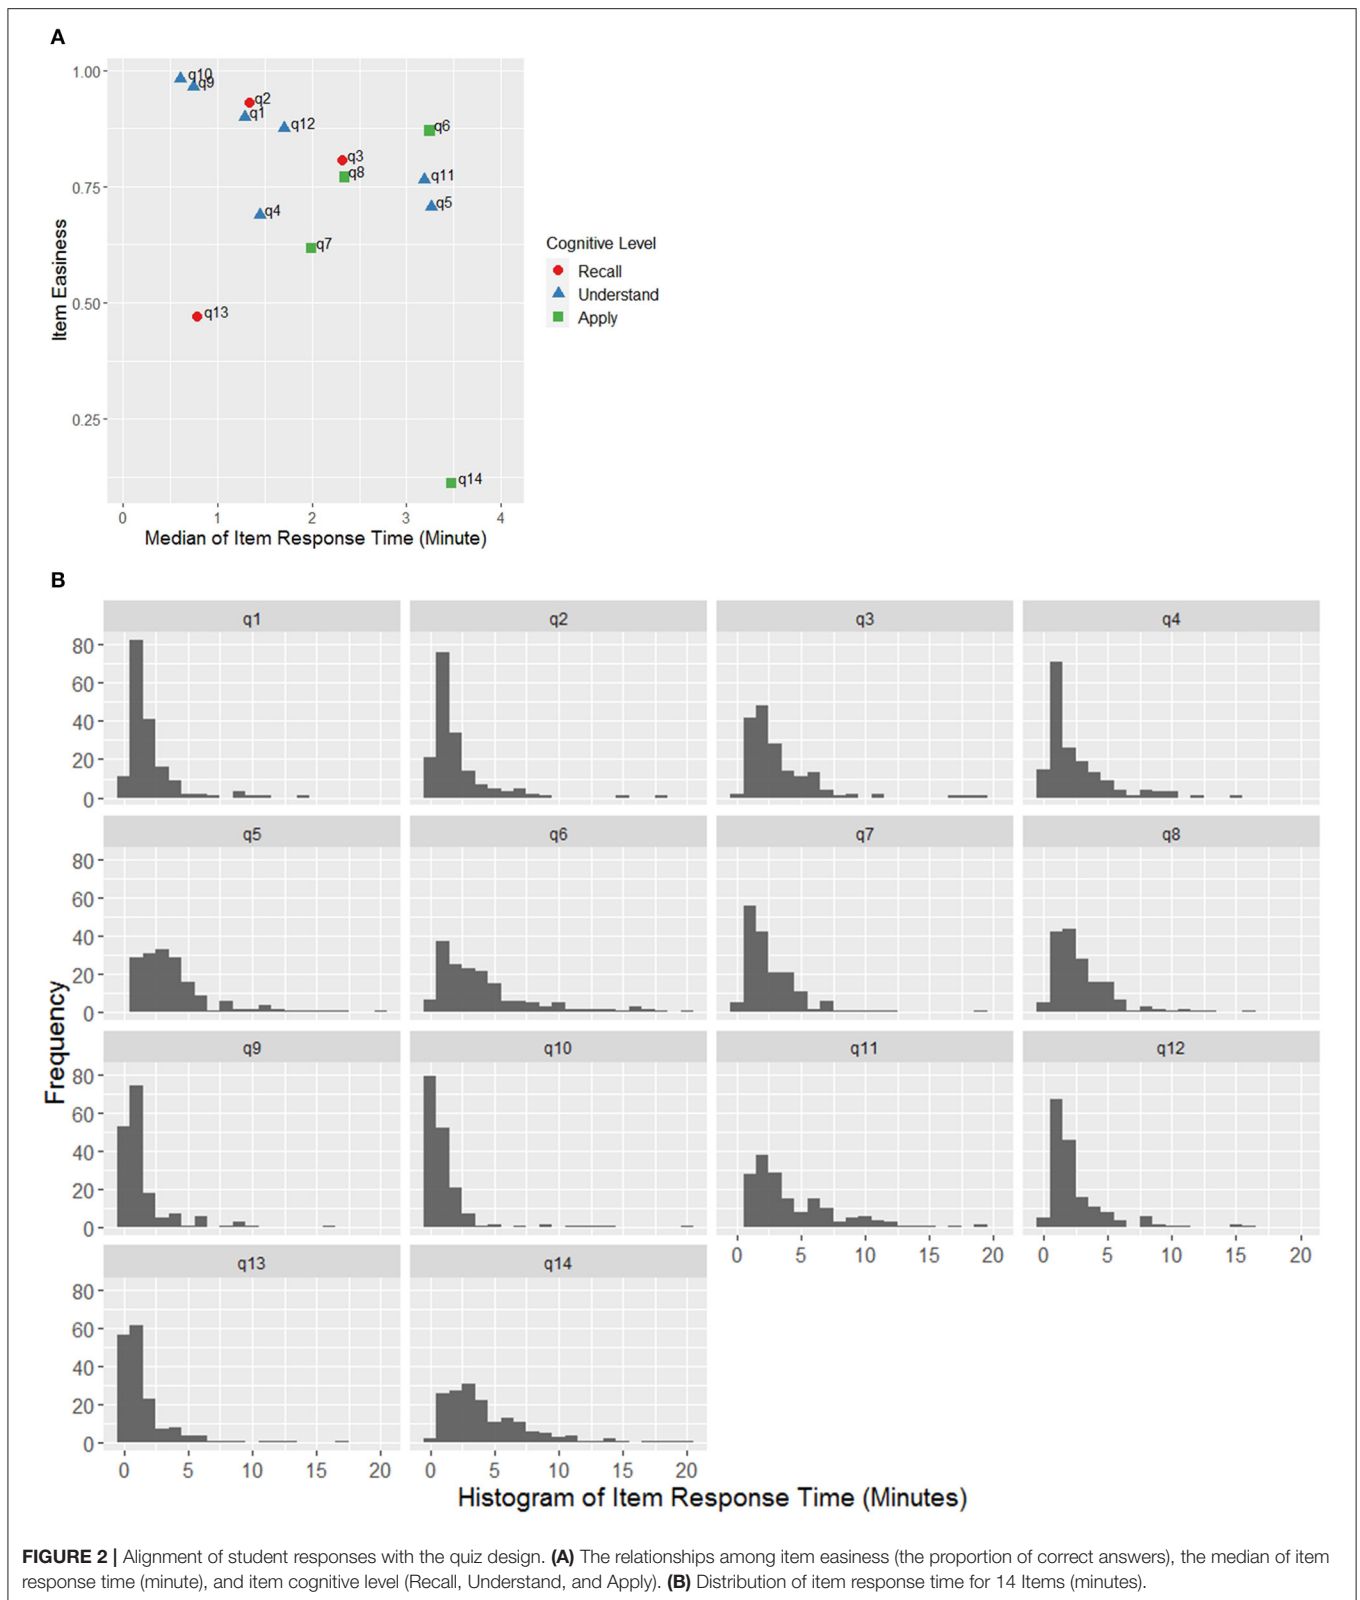 A
1.00
0.75
0.50
0.25
Item Easiness
q10
q9
q2
q1
q12
q6
q3
q8
q11
q5
q4
q7
q13
q14
0 1 2 3 4
Median of Item Response Time (Minute)
Cognitive Level
Recall
Understand
Apply
B
q1 q2 q3 q4
80
60
40
20
0
q5 q6 q7 q8
80
60
40
20
0
Frequency
q9 q10 q11 q12
80
60
40
20
0
0 5 10 15 20 0 5 10 15 20
q13 q14
80
60
40
20
0
0 5 10 15 20 0 5 10 15 20
Histogram of Item Response Time (Minutes)
FIGURE 2 | Alignment of student responses with the quiz design. (A) The relationships among item easiness (the proportion of correct answers), the median of item
response time (minute), and item cognitive level (Recall, Understand, and Apply). (B) Distribution of item response time for 14 Items (minutes).